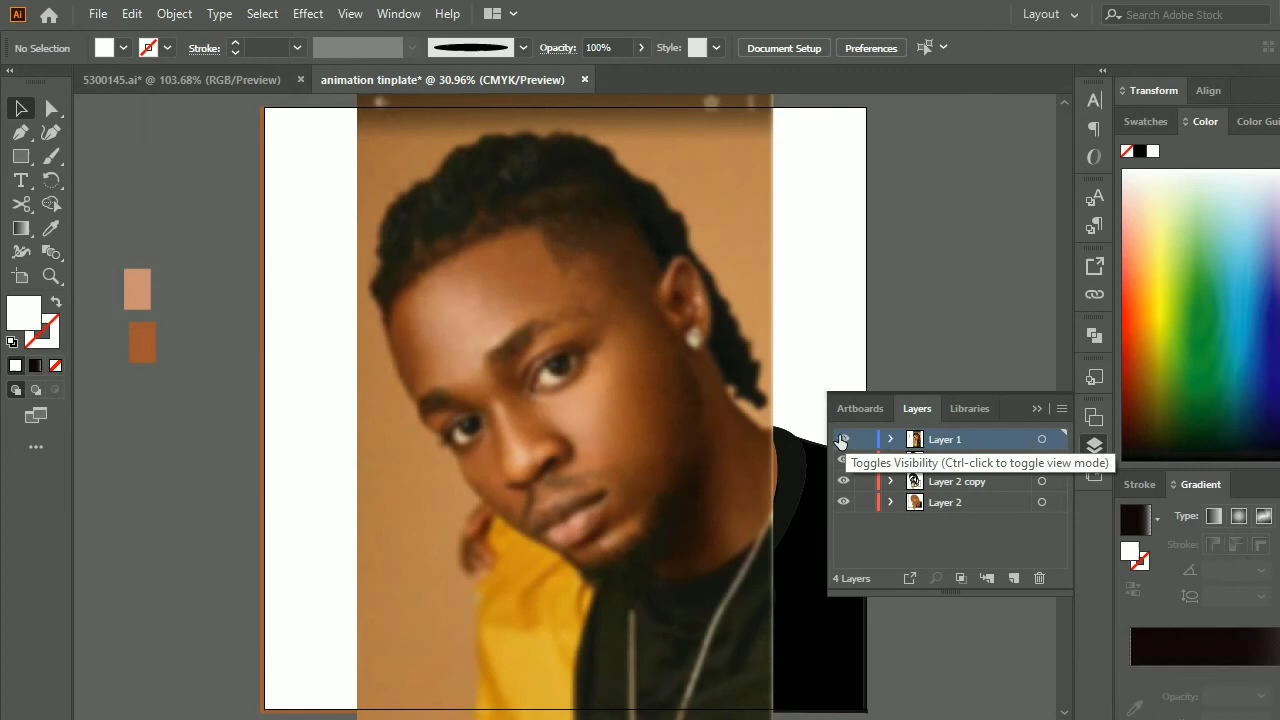 Ai File Edit Object Type Select Effect View Window Help Layout Search Adobe Stock
No Selection Stroke: Opacity: 100% Style: Document Setup Preferences
5300145.ai* @ 103.68% (RGB/Preview) × animation tinplate* @ 30.96% (CMYK/Preview) ×
Transform Align
Swatches Color Color Gui
Artboards Layers Libraries
Layer 1
Toggles Visibility (Ctrl-click to toggle view mode)
Layer 2 copy
Layer 2
4 Layers
Stroke Gradient
Type:
Stroke:
Opacity: